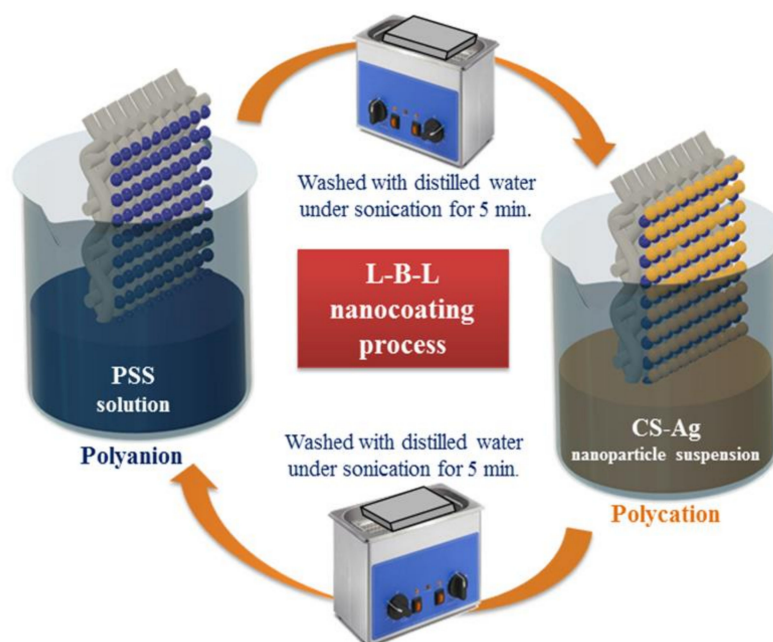 Washed with distilled water
under sonication for 5 min.
L-B-L
nanocoating
process
PSS
solution
Polyanion
CS-Ag
nanoparticle suspension
Polycation
Washed with distilled water
under sonication for 5 min.